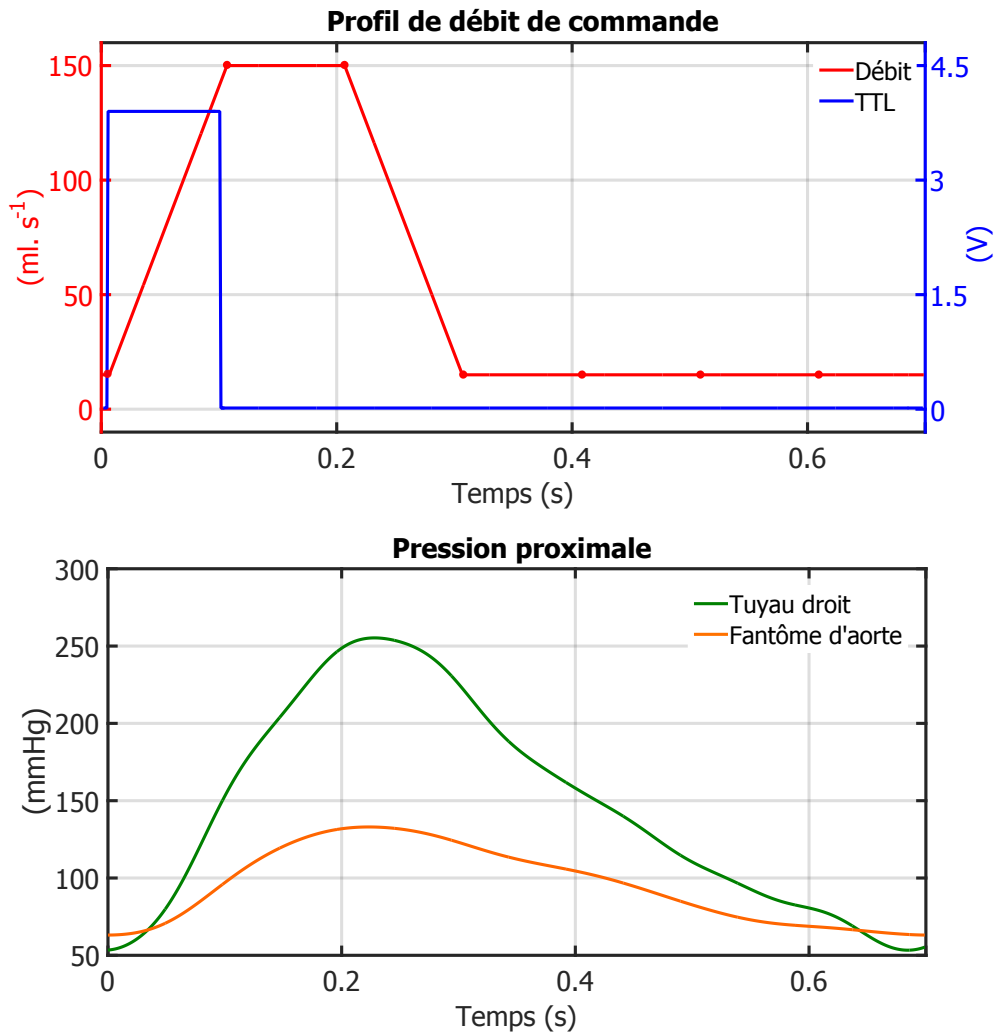 Profil de débit de commande
150
100
50
0
(ml. s⁻¹)
4.5
3
1.5
0
(V)
Débit
TTL
0 0.2 0.4 0.6
Temps (s)
Pression proximale
300
250
200
150
100
50
(mmHg)
Tuyau droit
Fantôme d'aorte
0 0.2 0.4 0.6
Temps (s)